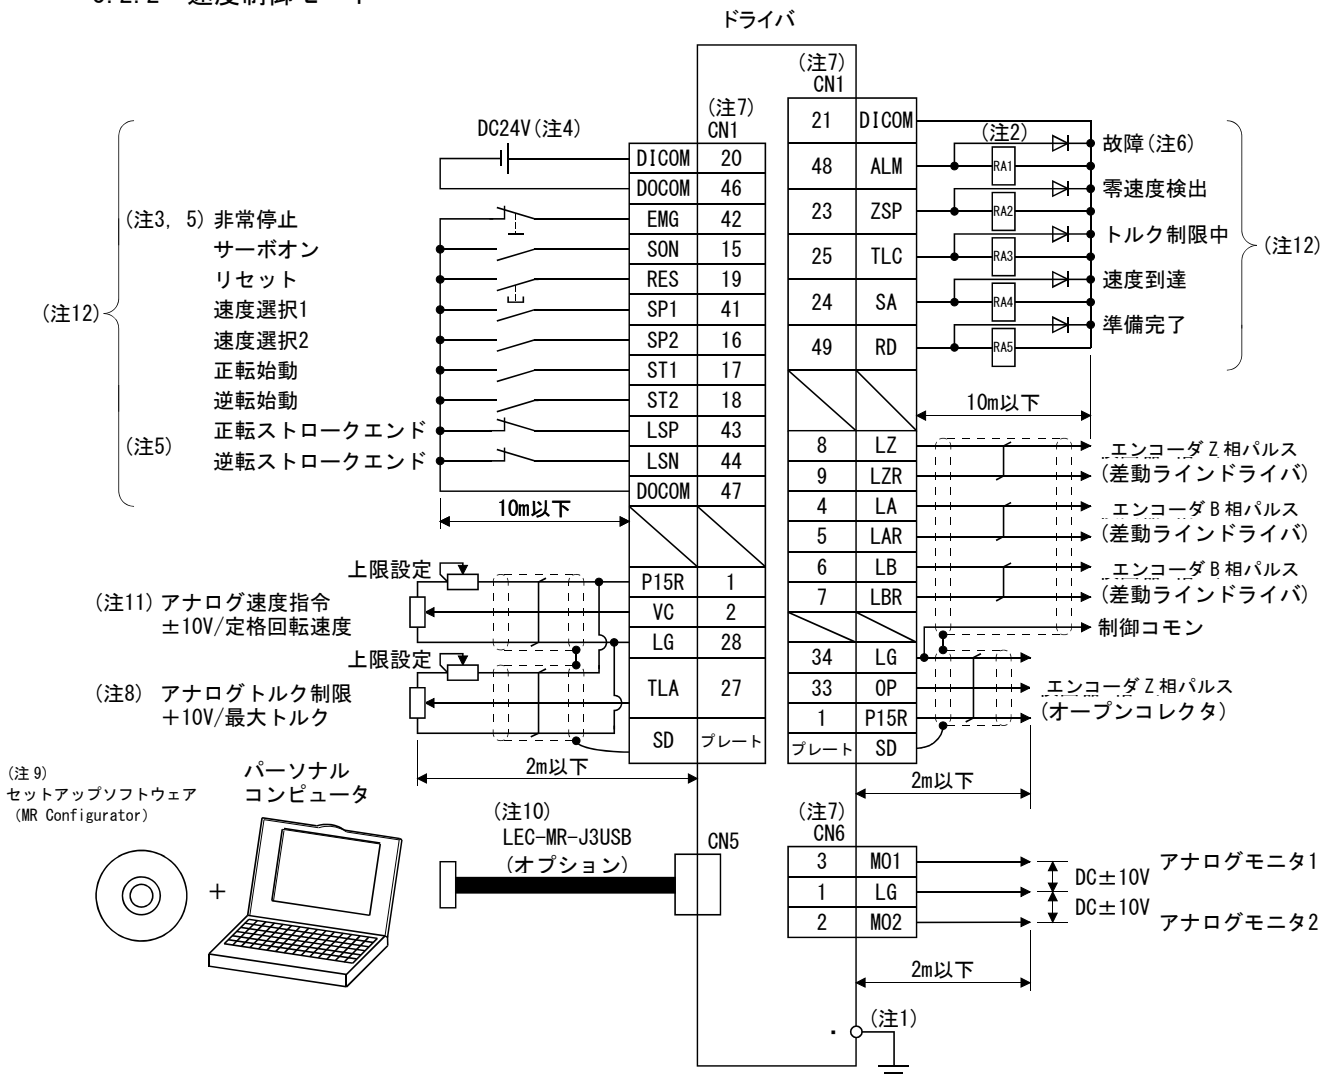 ドライバ
(注7)
CN1
(注7)
CN1
DC24V(注4)
DICOM 20
DOCOM 46
(注3, 5) 非常停止 EMG 42
サーボオン SON 15
リセット RES 19
(注12) 速度選択1 SP1 41
速度選択2 SP2 16
正転始動 ST1 17
逆転始動 ST2 18
(注5) 正転ストロークエンド LSP 43
逆転ストロークエンド LSN 44
DOCOM 47
10m以下
上限設定 P15R 1
(注11) アナログ速度指令 VC 2
±10V/定格回転速度 LG 28
上限設定
(注8) アナログトルク制限 TLA 27
+10V/最大トルク
SD プレート
2m以下
21 DICOM
(注2)
48 ALM RA1 故障(注6)
23 ZSP RA2 零速度検出
25 TLC RA3 トルク制限中
(注12)
24 SA RA4 速度到達
49 RD RA5 準備完了
10m以下
8 LZ エンコーダ Z 相パルス
9 LZR (差動ラインドライバ)
4 LA エンコーダ B 相パルス
5 LAR (差動ラインドライバ)
6 LB エンコーダ B 相パルス
7 LBR (差動ラインドライバ)
制御コモン
34 LG
33 OP エンコーダ Z 相パルス
1 P15R (オープンコレクタ)
プレート SD
2m以下
(注 9)
セットアップソフトウェア
(MR Configurator)
パーソナル
コンピュータ
+
(注10)
LEC-MR-J3USB
(オプション)
CN5
(注7)
CN6
3 MO1 アナログモニタ1
DC±10V
1 LG
DC±10V
2 MO2 アナログモニタ2
2m以下
(注1)